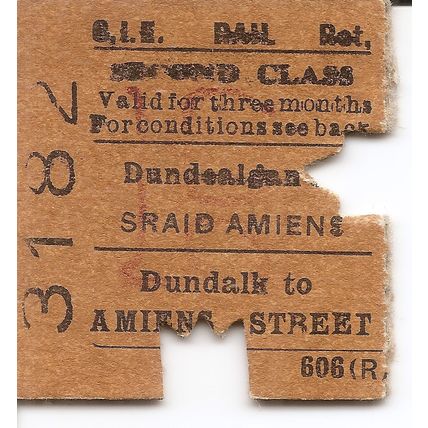 C.I.E. RAIL Ret,
SECOND CLASS
Valid for three months
For conditions see back
Dundealgan
SRAID AMIENS
Dundalk to
AMIENS STREET
606 (R,
3182